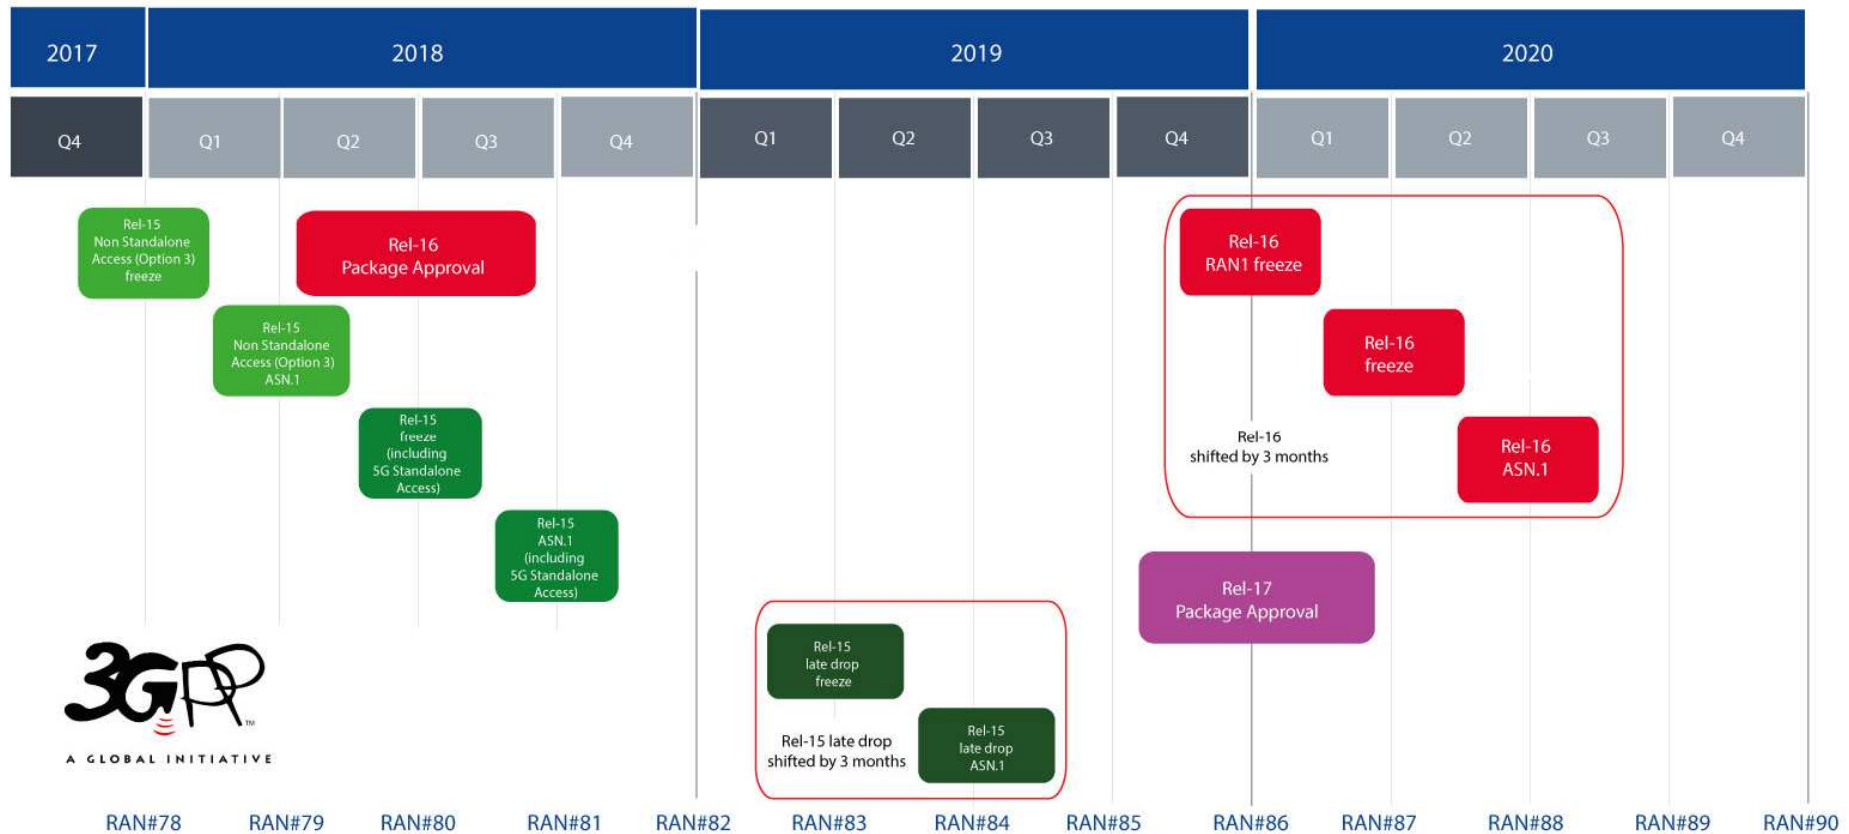 2017
2018
2019
2020
Q4
Q1
Q2
Q3
Q4
Q1
Q2
Q3
Q4
Q1
Q2
Q3
Q4
Rel-15
Non Standalone
Access (Option 3)
freeze
Rel-16
Package Approval
Rel-16
RAN1 freeze
Rel-15
Non Standalone
Access (Option 3)
ASN.1
Rel-16
freeze
Rel-15
freeze
(including
5G Standalone
Access)
Rel-16
shifted by 3 months
Rel-16
ASN.1
Rel-15
ASN.1
(including
5G Standalone
Access)
Rel-17
Package Approval
Rel-15
late drop
freeze
Rel-15 late drop
shifted by 3 months
Rel-15
late drop
ASN.1
3GPP
TM
A GLOBAL INITIATIVE
RAN#78
RAN#79
RAN#80
RAN#81
RAN#82
RAN#83
RAN#84
RAN#85
RAN#86
RAN#87
RAN#88
RAN#89
RAN#90